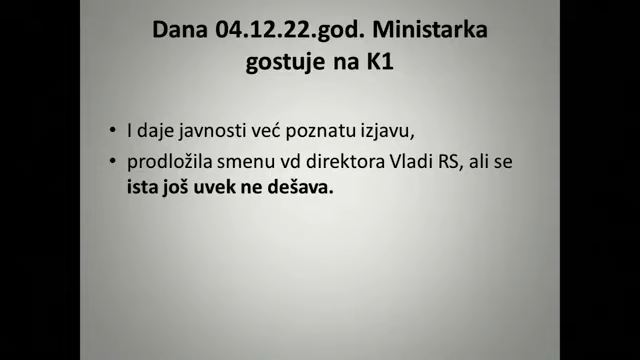 Dana 04.12.22.god. Ministarka
gostuje na K1
• I daje javnosti već poznatu izjavu,
• prodložila smenu vd direktora Vladi RS, ali se
ista još uvek ne dešava.